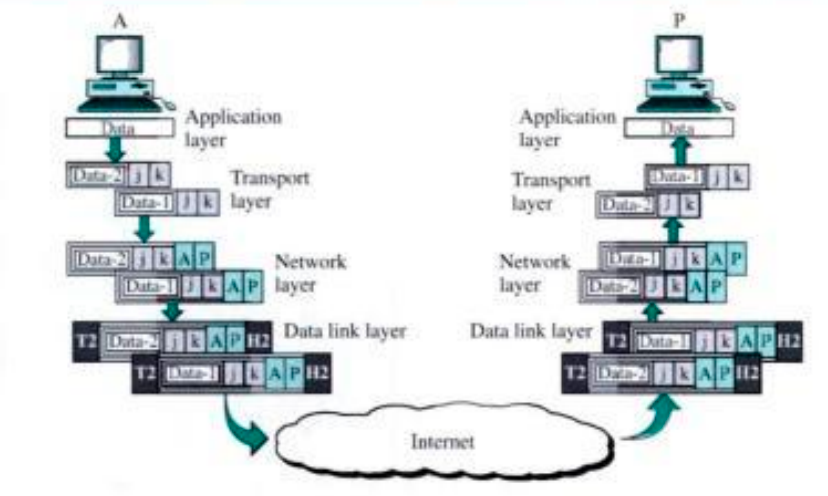 A
P
Data
Application layer
Data-2 j k
Data-1 j k
Transport layer
Data-2 j k A P
Data-1 j k A P
Network layer
T2 Data-2 j k A P H2
T2 Data-1 j k A P H2
Data link layer
Internet
Application layer
Data
Transport layer
Data-1 j k
Data-2 j k
Network layer
Data-1 j k A P
Data-2 j k A P
Data link layer
T2 Data-1 j k A P H2
T2 Data-2 j k A P H2